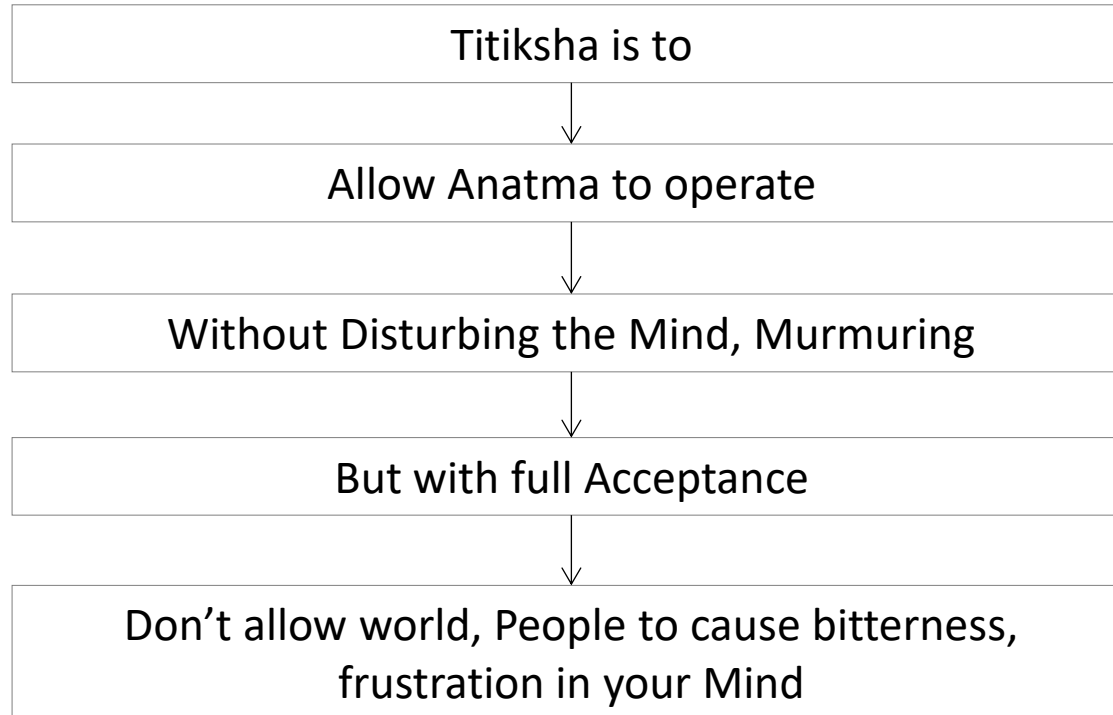 Titiksha is to
Allow Anatma to operate
Without Disturbing the Mind, Murmuring
But with full Acceptance
Don’t allow world, People to cause bitterness,
frustration in your Mind